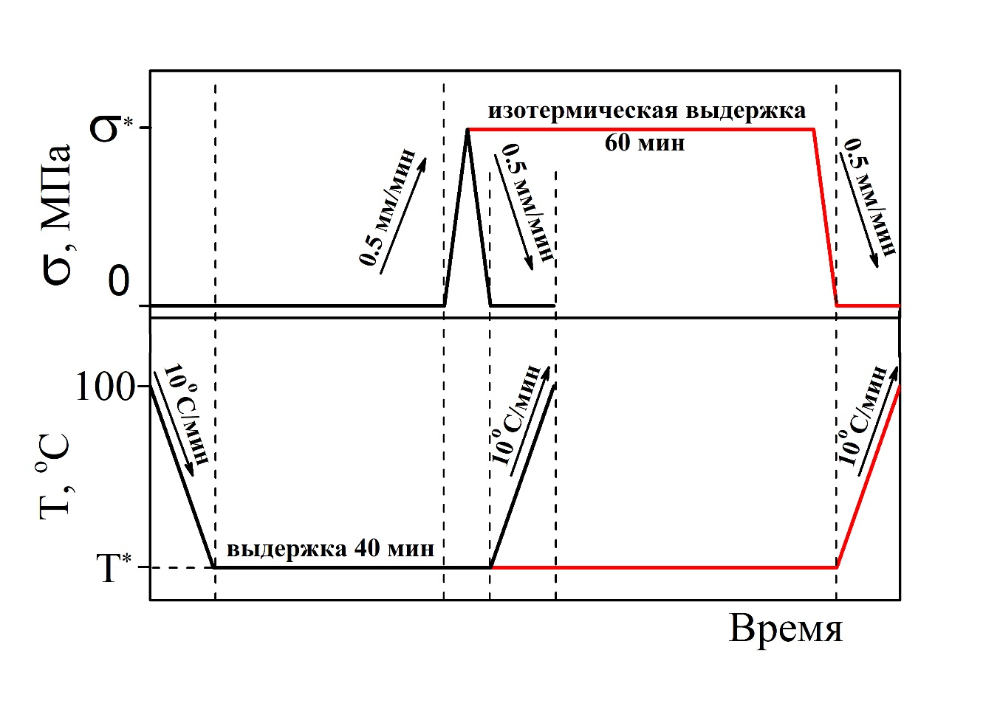 σ*
изотермическая выдержка
60 мин
0.5 мм/мин
0.5 мм/мин
0.5 мм/мин
σ, МПа
0
100
10°C/мин
10°C/мин
10°C/мин
T, °C
выдержка 40 мин
T*
Время